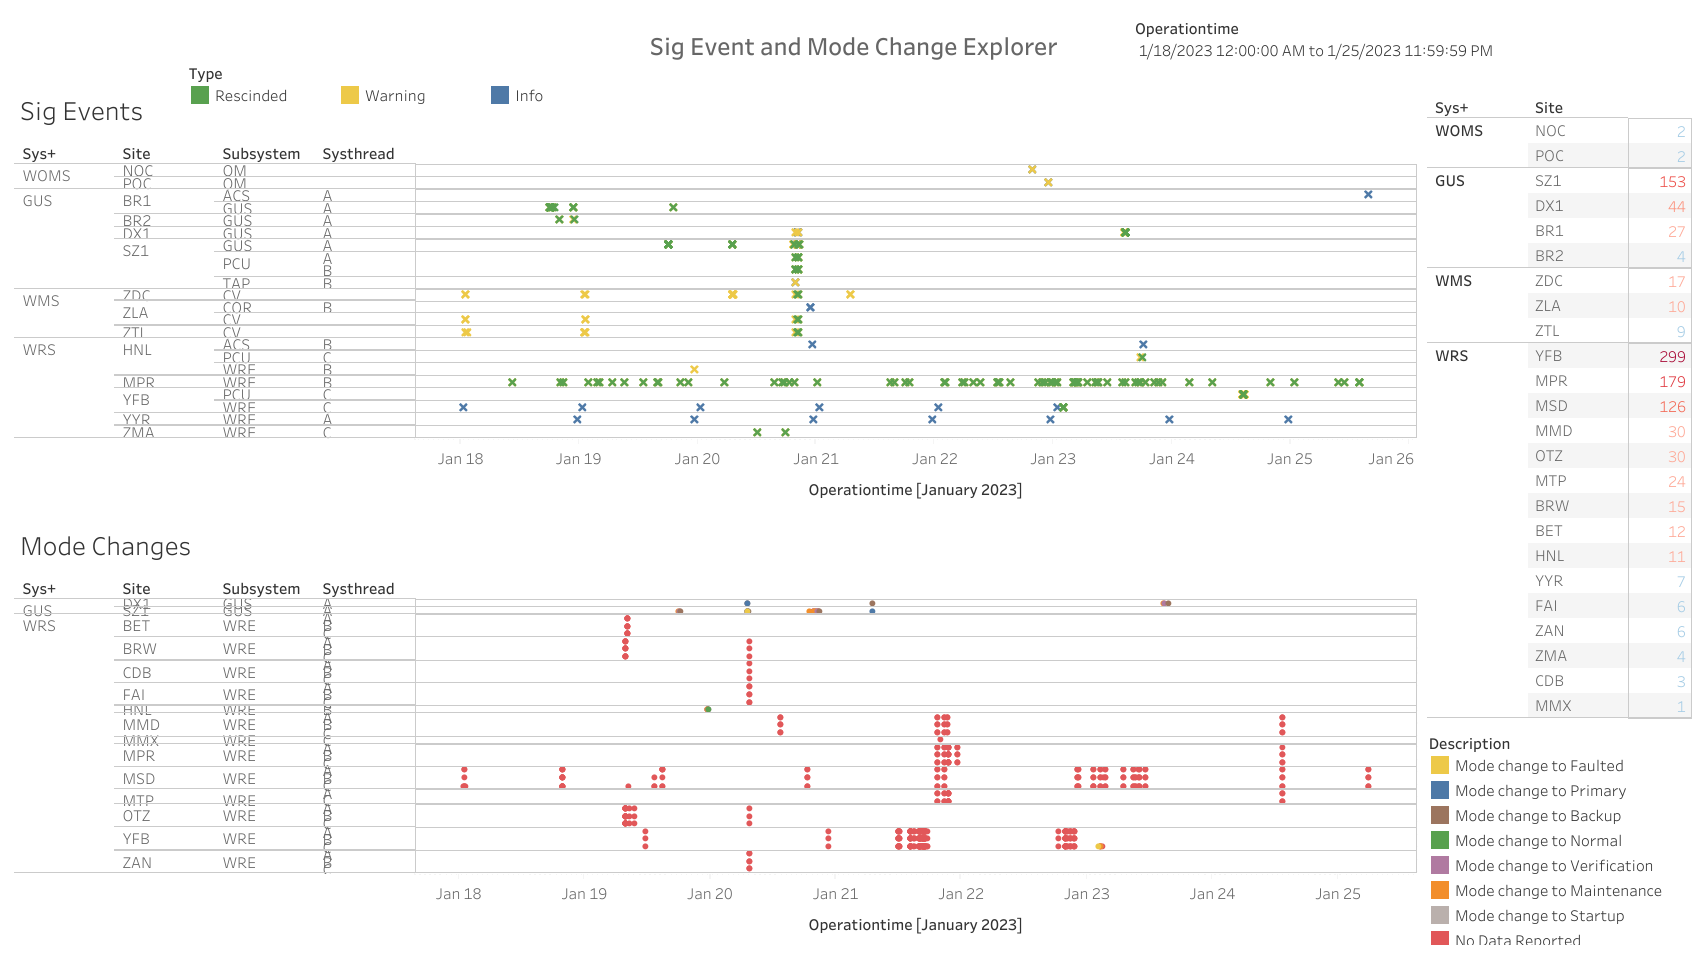 Sig Event and Mode Change Explorer
Operationtime
1/18/2023 12:00:00 AM to 1/25/2023 11:59:59 PM
Type
Rescinded Warning Info
Sig Events
Sys+ Site Subsystem Systhread
WOMS NOC OM
POC OM
GUS BR1 ACS A
GUS A
BR2 GUS A
DX1 GUS A
SZ1 GUS A
PCU A
B
TAP B
WMS ZDC CV
ZLA COR B
CV
ZTL CV
WRS HNL ACS B
PCU C
WRE B
MPR WRE B
YFB PCU C
WRE C
YYR WRE A
ZMA WRE C
Jan 18 Jan 19 Jan 20 Jan 21 Jan 22 Jan 23 Jan 24 Jan 25 Jan 26
Operationtime [January 2023]
Mode Changes
Sys+ Site Subsystem Systhread
GUS DX1 GUS A
SZ1 GUS A
WRS BET WRE A
B
C
BRW WRE A
B
C
CDB WRE A
B
C
FAI WRE A
B
C
HNL WRE B
MMD WRE A
B
C
MMX WRE C
MPR WRE A
B
C
MSD WRE A
B
C
MTP WRE A
C
OTZ WRE A
B
C
YFB WRE A
B
C
ZAN WRE A
B
C
Jan 18 Jan 19 Jan 20 Jan 21 Jan 22 Jan 23 Jan 24 Jan 25
Operationtime [January 2023]
Sys+ Site
WOMS NOC 2
POC 2
GUS SZ1 153
DX1 44
BR1 27
BR2 4
WMS ZDC 17
ZLA 10
ZTL 9
WRS YFB 299
MPR 179
MSD 126
MMD 30
OTZ 30
MTP 24
BRW 15
BET 12
HNL 11
YYR 7
FAI 6
ZAN 6
ZMA 4
CDB 3
MMX 1
Description
Mode change to Faulted
Mode change to Primary
Mode change to Backup
Mode change to Normal
Mode change to Verification
Mode change to Maintenance
Mode change to Startup
No Data Reported